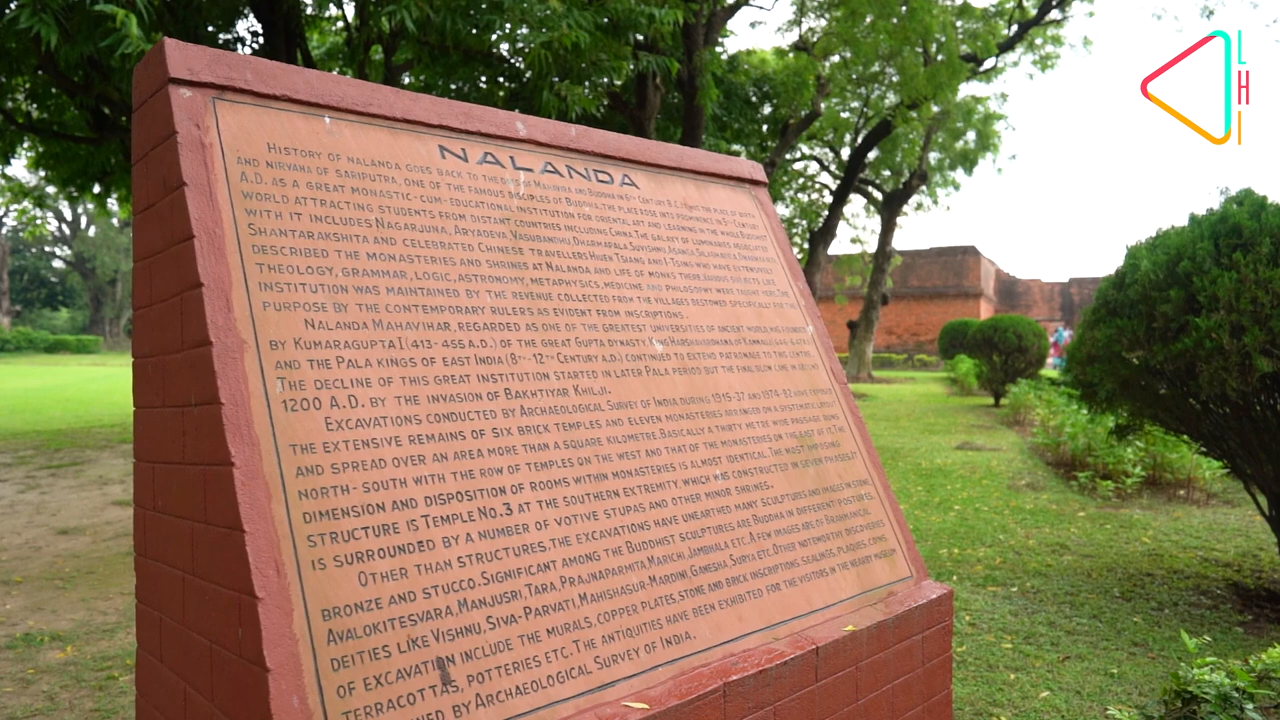 NALANDA
HISTORY OF NALANDA GOES BACK TO THE DAYS OF MAHAVIRA AND BUDDHA IN 6TH CENTURY B.C. THE PLACE OF BIRTH
AND NIRVANA OF SARIPUTRA, ONE OF THE FAMOUS DISCIPLES OF BUDDHA. THE PLACE ROSE INTO PROMINENCE IN 5TH CENTURY
A.D. AS A GREAT MONASTIC-CUM-EDUCATIONAL INSTITUTION FOR ORIENTAL ART AND LEARNING IN THE WHOLE BUDDHIST
WORLD ATTRACTING STUDENTS FROM DISTANT COUNTRIES INCLUDING CHINA. THE GALAXY OF LUMINARIES ASSOCIATED
WITH IT INCLUDES NAGARJUNA, ARYADEVA, VASUBANDHU, DHARMAPALA, SUVISHNU, ASANGA, SILABHADRA, DHARMAKIRTI,
SHANTARAKSHITA AND CELEBRATED CHINESE TRAVELLERS HIUEN TSIANG AND I-TSING WHO HAVE EXTENSIVELY
DESCRIBED THE MONASTERIES AND SHRINES AT NALANDA AND LIFE OF MONKS THERE. VARIOUS SUBJECTS LIKE
THEOLOGY, GRAMMAR, LOGIC, ASTRONOMY, METAPHYSICS, MEDICINE AND PHILOSOPHY WERE TAUGHT HERE. THE
INSTITUTION WAS MAINTAINED BY THE REVENUE COLLECTED FROM THE VILLAGES BESTOWED SPECIFICALLY FOR THE
PURPOSE BY THE CONTEMPORARY RULERS AS EVIDENT FROM INSCRIPTIONS.
NALANDA MAHAVIHAR, REGARDED AS ONE OF THE GREATEST UNIVERSITIES OF ANCIENT WORLD, WAS FOUNDED
BY KUMARAGUPTA I (413-455 A.D.) OF THE GREAT GUPTA DYNASTY. KING HARSHAVARDHANA OF KANNAUJ
AND THE PALA KINGS OF EAST INDIA (8TH-12TH CENTURY A.D.) CONTINUED TO EXTEND PATRONAGE TO THIS CENTRE.
THE DECLINE OF THIS GREAT INSTITUTION STARTED IN LATER PALA PERIOD BUT THE FINAL BLOW CAME IN ABOUT
1200 A.D. BY THE INVASION OF BAKHTIYAR KHILJI.
EXCAVATIONS CONDUCTED BY ARCHAEOLOGICAL SURVEY OF INDIA DURING 1915-37 AND 1974-82 HAVE EXPOSED
THE EXTENSIVE REMAINS OF SIX BRICK TEMPLES AND ELEVEN MONASTERIES ARRANGED ON A SYSTEMATIC LAYOUT
AND SPREAD OVER AN AREA MORE THAN A SQUARE KILOMETRE. BASICALLY A THIRTY METRE WIDE PASSAGE RUNS
NORTH-SOUTH WITH THE ROW OF TEMPLES ON THE WEST AND THAT OF THE MONASTERIES ON THE EAST OF IT. THE
DIMENSION AND DISPOSITION OF ROOMS WITHIN MONASTERIES IS ALMOST IDENTICAL. THE MOST IMPOSING
STRUCTURE IS TEMPLE NO. 3 AT THE SOUTHERN EXTREMITY, WHICH WAS CONSTRUCTED IN SEVEN PHASES. IT
IS SURROUNDED BY A NUMBER OF VOTIVE STUPAS AND OTHER MINOR SHRINES.
OTHER THAN STRUCTURES, THE EXCAVATIONS HAVE UNEARTHED MANY SCULPTURES AND IMAGES IN STONE
BRONZE AND STUCCO. SIGNIFICANT AMONG THE BUDDHIST SCULPTURES ARE BUDDHA IN DIFFERENT POSTURES,
AVALOKITESVARA, MANJUSRI, TARA, PRAJNAPARMITA, MARICHI, JAMBHALA ETC. A FEW IMAGES ARE OF BRAHMANICAL
DEITIES LIKE VISHNU, SIVA-PARVATI, MAHISHASUR-MARDINI, GANESHA, SURYA ETC. OTHER NOTEWORTHY DISCOVERIES
OF EXCAVATION INCLUDE THE MURALS, COPPER PLATES, STONE AND BRICK INSCRIPTIONS, SEALINGS, PLAQUES, COINS
TERRACOTTAS, POTTERIES ETC. THE ANTIQUITIES HAVE BEEN EXHIBITED FOR THE VISITORS IN THE NEARBY MUSEUM
BY ARCHAEOLOGICAL SURVEY OF INDIA.
LHI